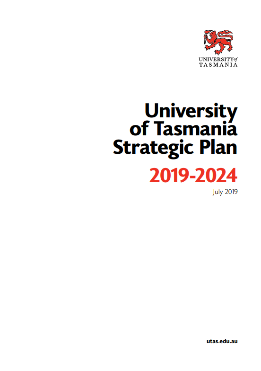 UNIVERSITY of
TASMANIA
University
of Tasmania
Strategic Plan
2019-2024
July 2019
utas.edu.au